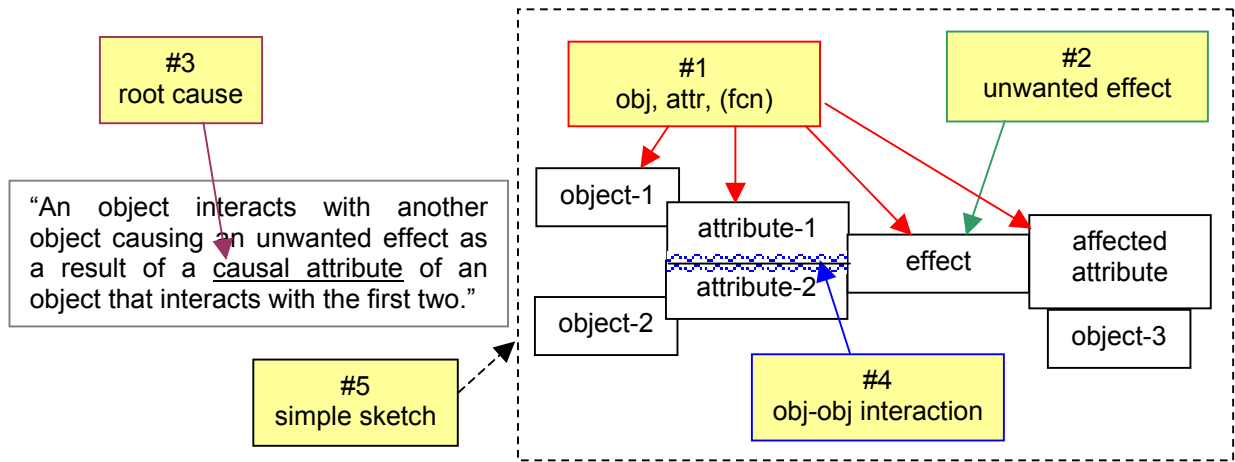 #3
root cause
#1
obj, attr, (fcn)
#2
unwanted effect
“An object interacts with another
object causing an unwanted effect as
a result of a causal attribute of an
object that interacts with the first two.”
object-1
attribute-1
attribute-2
object-2
effect
affected
attribute
object-3
#5
simple sketch
#4
obj-obj interaction